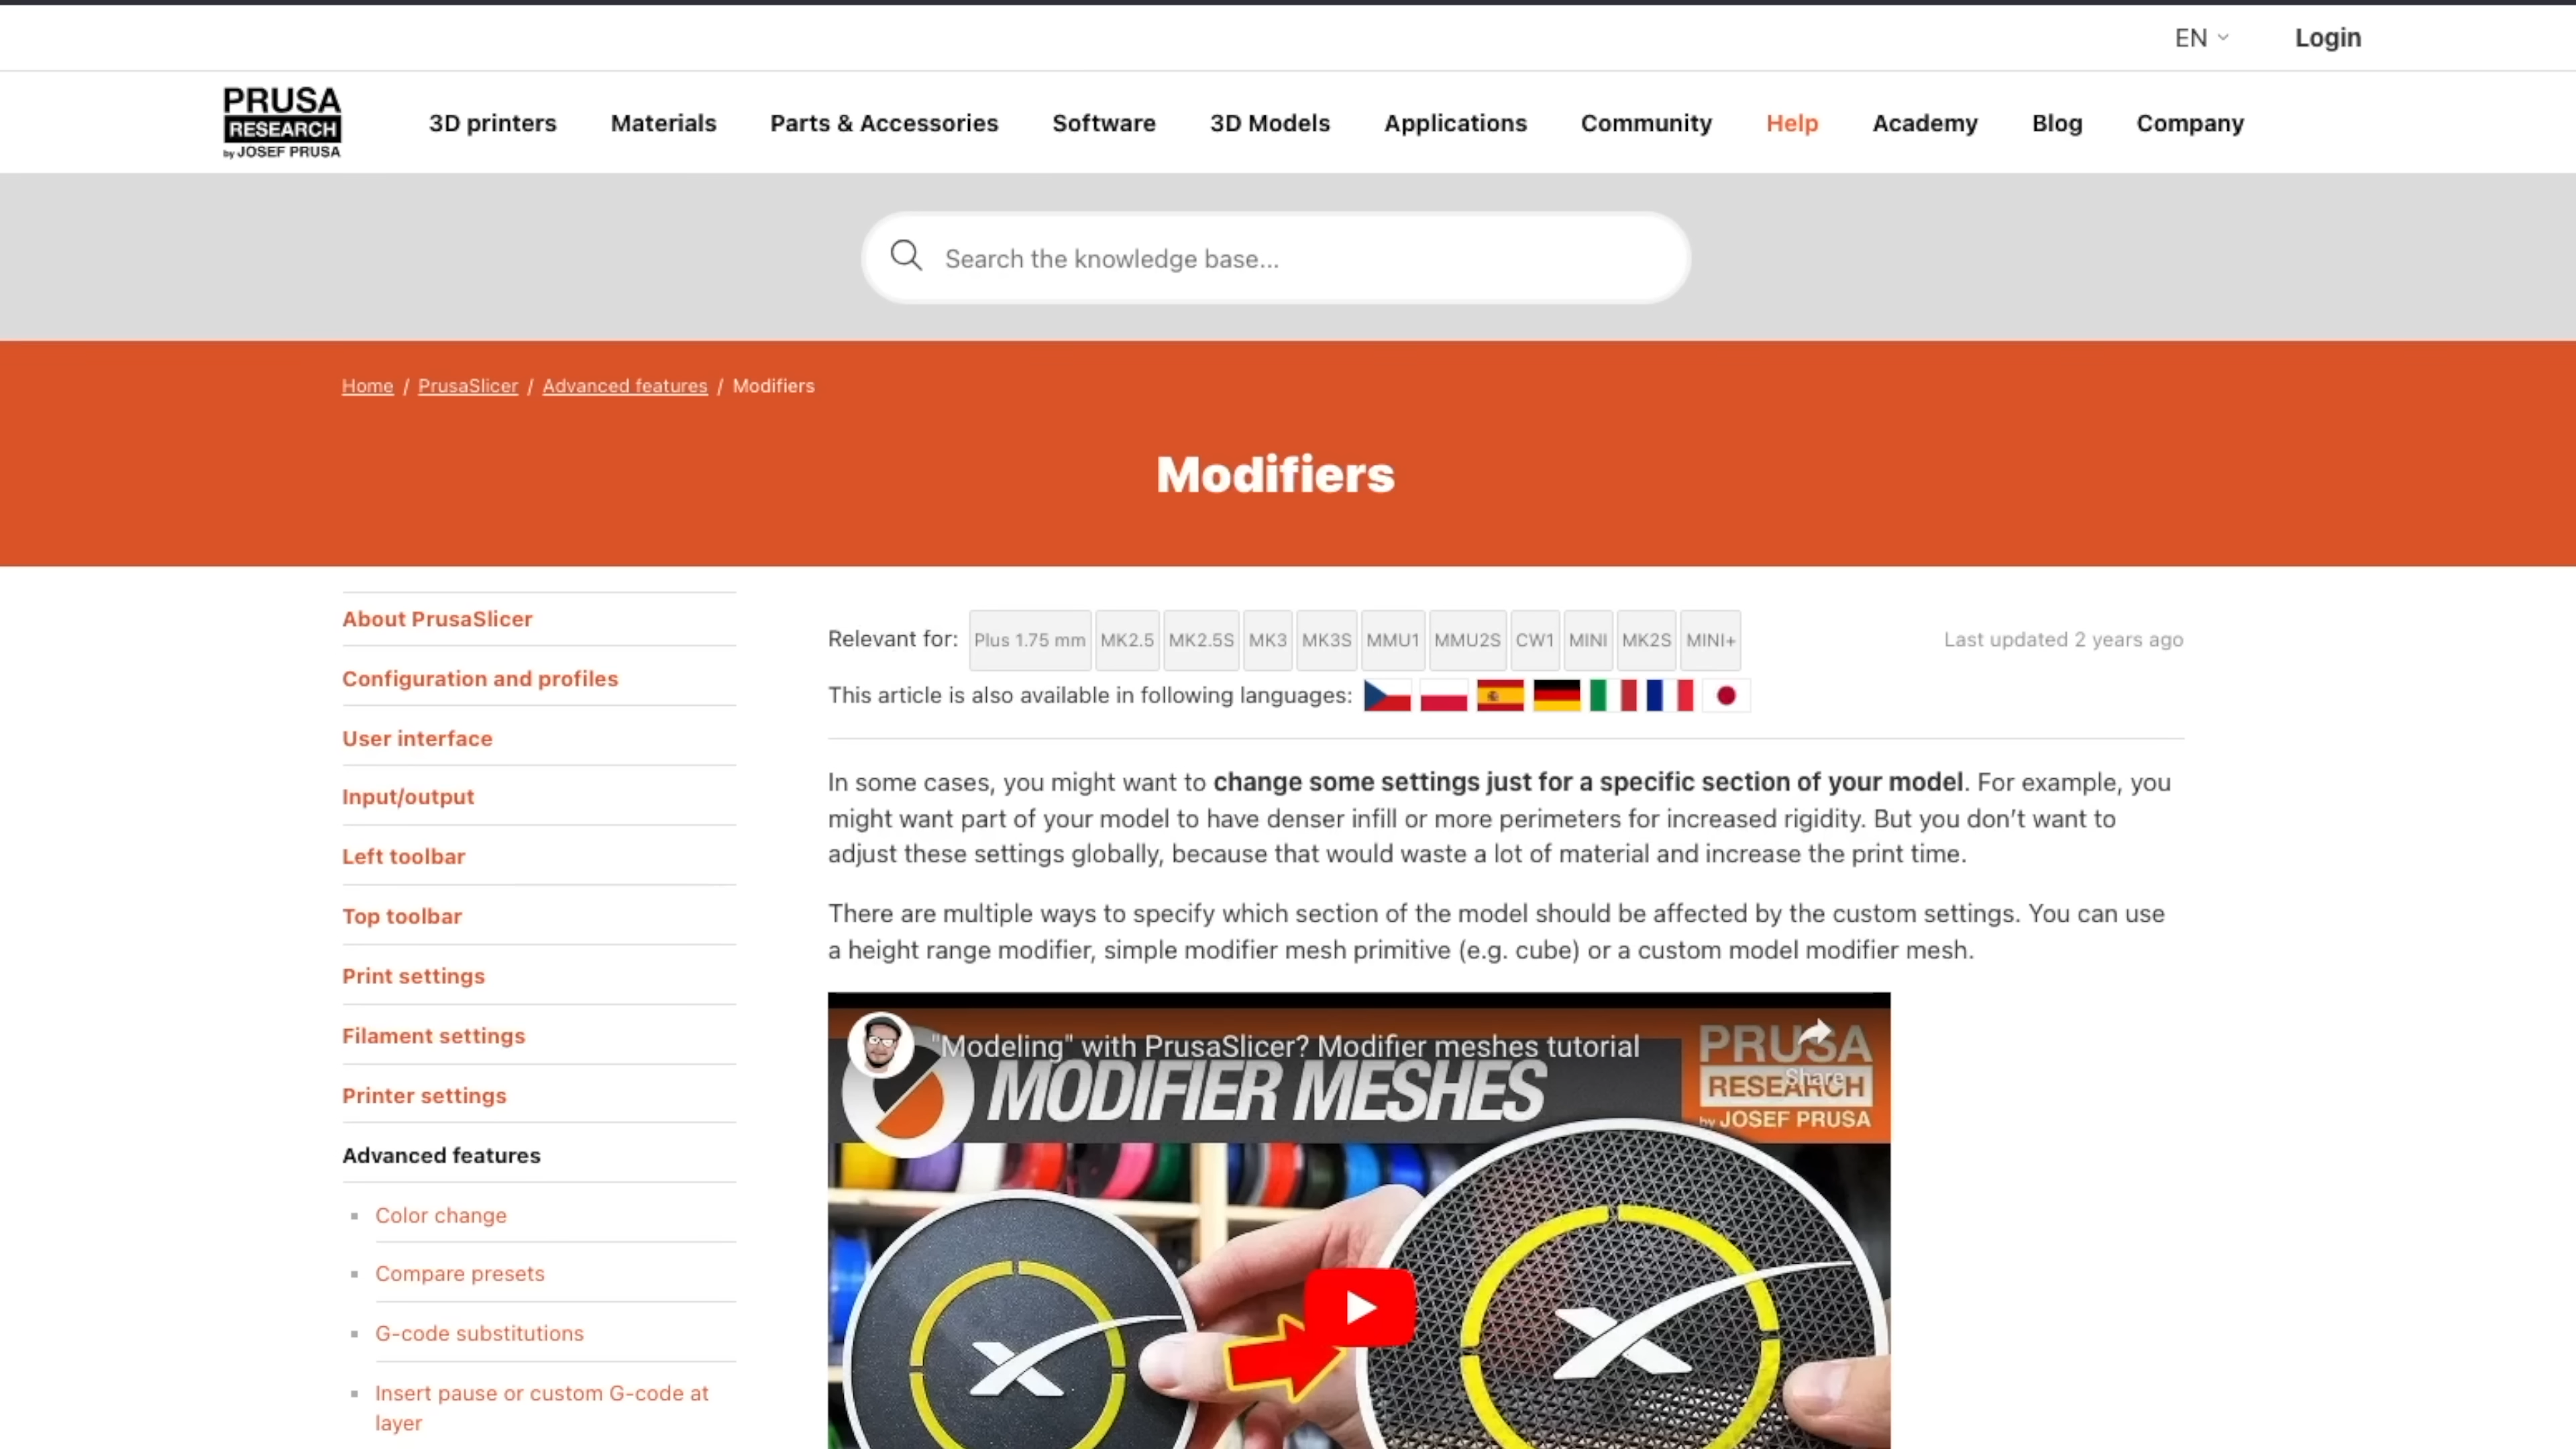 EN
Login
PRUSA
RESEARCH
by JOSEF PRUSA
3D printers
Materials
Parts & Accessories
Software
3D Models
Applications
Community
Help
Academy
Blog
Company
Search the knowledge base...
Home / PrusaSlicer / Advanced features / Modifiers
Modifiers
About PrusaSlicer
Configuration and profiles
User interface
Input/output
Left toolbar
Top toolbar
Print settings
Filament settings
Printer settings
Advanced features
Color change
Compare presets
G-code substitutions
Insert pause or custom G-code at
layer
Relevant for: Plus 1.75 mm MK2.5 MK2.5S MK3 MK3S MMU1 MMU2S CW1 MINI MK2S MINI+
Last updated 2 years ago
This article is also available in following languages:
In some cases, you might want to change some settings just for a specific section of your model. For example, you
might want part of your model to have denser infill or more perimeters for increased rigidity. But you don’t want to
adjust these settings globally, because that would waste a lot of material and increase the print time.
There are multiple ways to specify which section of the model should be affected by the custom settings. You can use
a height range modifier, simple modifier mesh primitive (e.g. cube) or a custom model modifier mesh.
"Modeling" with PrusaSlicer? Modifier meshes tutorial
Share
MODIFIER MESHES
PRUSA
RESEARCH
by JOSEF PRUSA
X
X